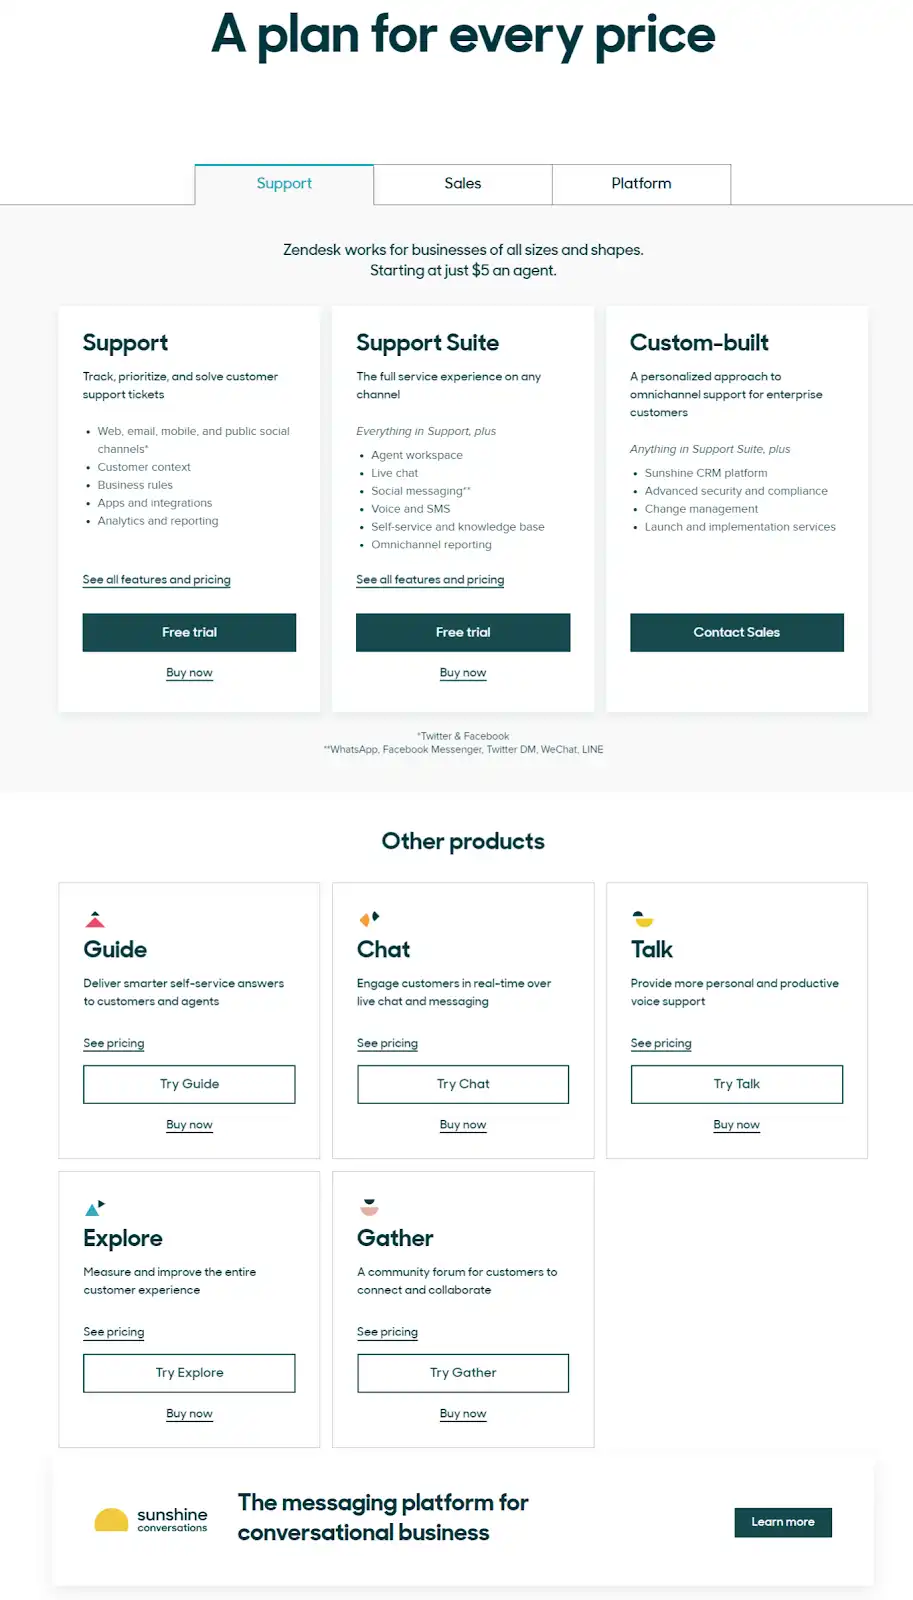 A plan for every price
Support
Sales
Platform
Zendesk works for businesses of all sizes and shapes.
Starting at just $5 an agent.
Support
Track, prioritize, and solve customer
support tickets
• Web, email, mobile, and public social
channels*
• Customer context
• Business rules
• Apps and integrations
• Analytics and reporting
See all features and pricing
Free trial
Buy now
Support Suite
The full service experience on any
channel
Everything in Support, plus
• Agent workspace
• Live chat
• Social messaging**
• Voice and SMS
• Self-service and knowledge base
• Omnichannel reporting
See all features and pricing
Free trial
Buy now
Custom-built
A personalized approach to
omnichannel support for enterprise
customers
Anything in Support Suite, plus
• Sunshine CRM platform
• Advanced security and compliance
• Change management
• Launch and implementation services
Contact Sales
*Twitter & Facebook
**WhatsApp, Facebook Messenger, Twitter DM, WeChat, LINE
Other products
Guide
Deliver smarter self-service answers
to customers and agents
See pricing
Try Guide
Buy now
Chat
Engage customers in real-time over
live chat and messaging
See pricing
Try Chat
Buy now
Talk
Provide more personal and productive
voice support
See pricing
Try Talk
Buy now
Explore
Measure and improve the entire
customer experience
See pricing
Try Explore
Buy now
Gather
A community forum for customers to
connect and collaborate
See pricing
Try Gather
Buy now
sunshine
conversations
The messaging platform for
conversational business
Learn more